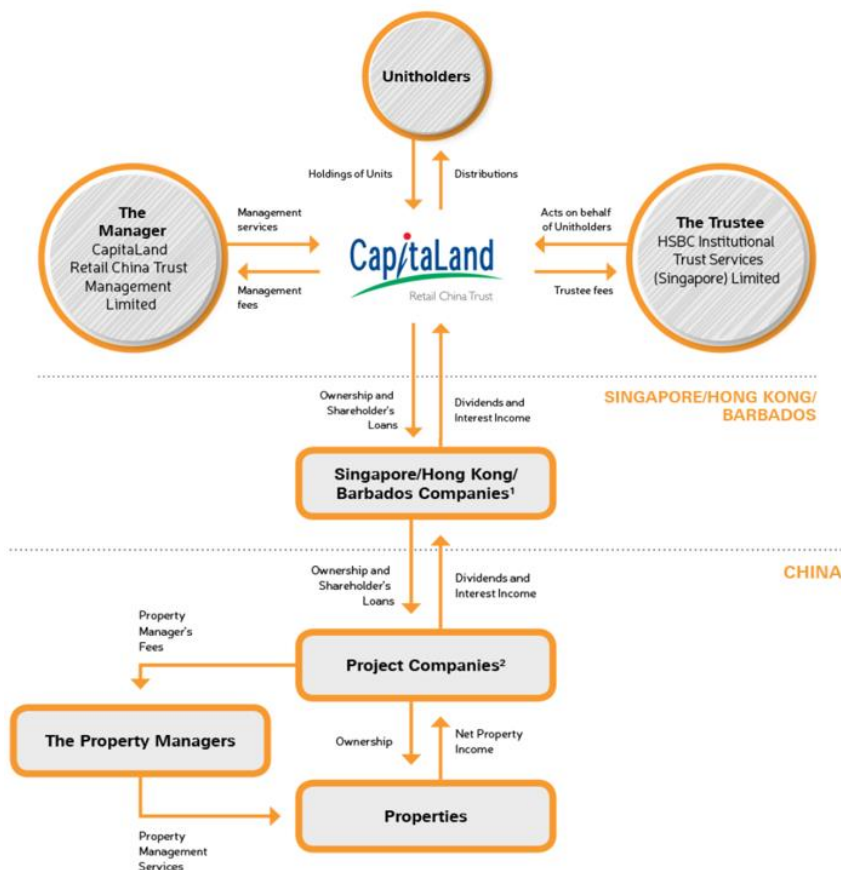 Unitholders
Holdings of Units
Distributions
The
Manager
CapitaLand
Retail China Trust
Management
Limited
Management
services
Management
fees
CapitaLand
Retail China Trust
Acts on behalf
of Unitholders
Trustee fees
The Trustee
HSBC Institutional
Trust Services
(Singapore) Limited
SINGAPORE/HONG KONG/
BARBADOS
Ownership and
Shareholder's
Loans
Dividends and
Interest Income
Singapore/Hong Kong/
Barbados Companies¹
CHINA
Ownership and
Shareholder's
Loans
Dividends and
Interest Income
Property
Manager's
Fees
Project Companies²
The Property Managers
Ownership
Net Property
Income
Properties
Property
Management
Services